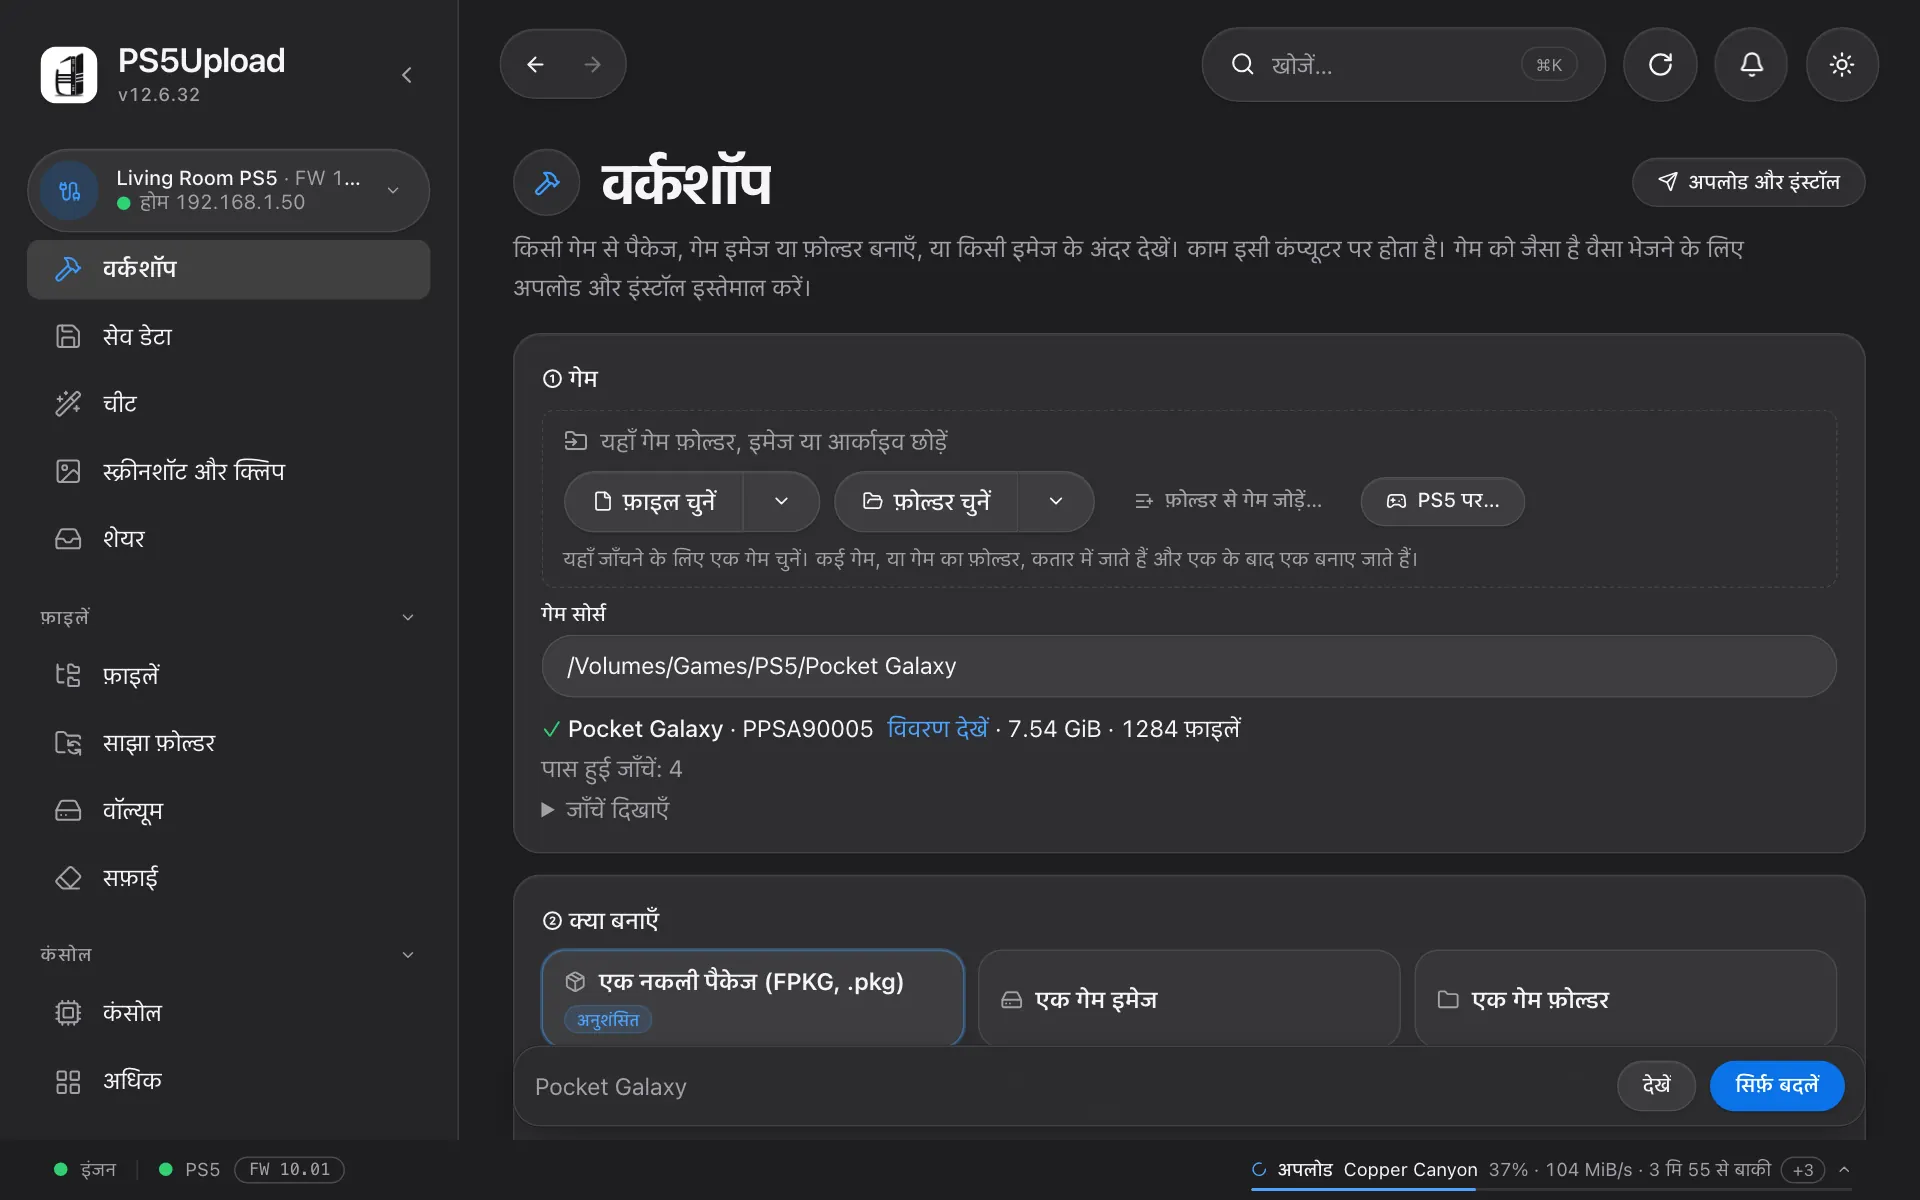 PS5Upload
v12.6.32
Living Room PS5 · FW 1...
होम 192.168.1.50
वर्कशॉप
सेव डेटा
चीट
स्क्रीनशॉट और क्लिप
शेयर
फ़ाइलें
फ़ाइलें
साझा फ़ोल्डर
वॉल्यूम
सफ़ाई
कंसोल
कंसोल
अधिक
खोजें...
⌘K
वर्कशॉप
अपलोड और इंस्टॉल
किसी गेम से पैकेज, गेम इमेज या फ़ोल्डर बनाएँ, या किसी इमेज के अंदर देखें। काम इसी कंप्यूटर पर होता है। गेम को जैसा है वैसा भेजने के लिए
अपलोड और इंस्टॉल इस्तेमाल करें।
① गेम
यहाँ गेम फ़ोल्डर, इमेज या आर्काइव छोड़ें
फ़ाइल चुनें
फ़ोल्डर चुनें
फ़ोल्डर से गेम जोड़ें...
PS5 पर...
यहाँ जाँचने के लिए एक गेम चुनें। कई गेम, या गेम का फ़ोल्डर, कतार में जाते हैं और एक के बाद एक बनाए जाते हैं।
गेम सोर्स
/Volumes/Games/PS5/Pocket Galaxy
Pocket Galaxy · PPSA90005 विवरण देखें · 7.54 GiB · 1284 फ़ाइलें
पास हुई जाँचें: 4
जाँचें दिखाएँ
② क्या बनाएँ
एक नकली पैकेज (FPKG, .pkg)
अनुशंसित
एक गेम इमेज
एक गेम फ़ोल्डर
Pocket Galaxy
देखें
सिर्फ़ बदलें
इंजन
PS5
FW 10.01
अपलोड Copper Canyon 37% · 104 MiB/s · 3 मि 55 से बाकी
+3